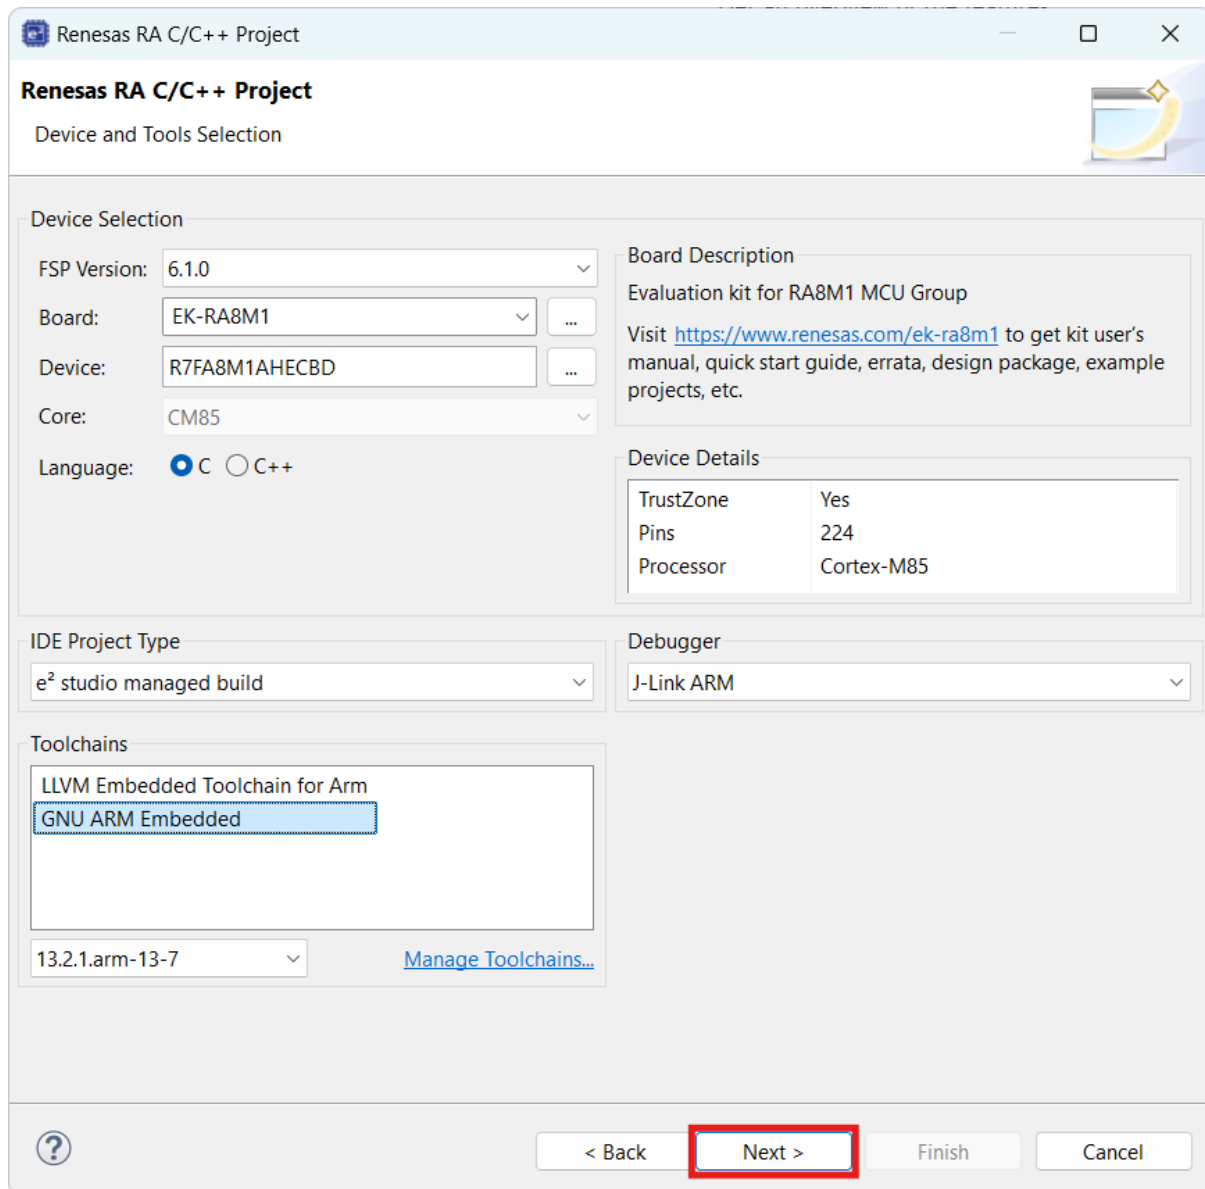 Renesas RA C/C++ Project
Renesas RA C/C++ Project
Device and Tools Selection
Device Selection
FSP Version: 6.1.0
Board: EK-RA8M1 ...
Device: R7FA8M1AHECBD ...
Core: CM85
Language: C C++
Board Description
Evaluation kit for RA8M1 MCU Group
Visit https://www.renesas.com/ek-ra8m1 to get kit user's
manual, quick start guide, errata, design package, example
projects, etc.
Device Details
TrustZone Yes
Pins 224
Processor Cortex-M85
IDE Project Type
e² studio managed build
Debugger
J-Link ARM
Toolchains
LLVM Embedded Toolchain for Arm
GNU ARM Embedded
13.2.1.arm-13-7
Manage Toolchains...
? < Back Next > Finish Cancel